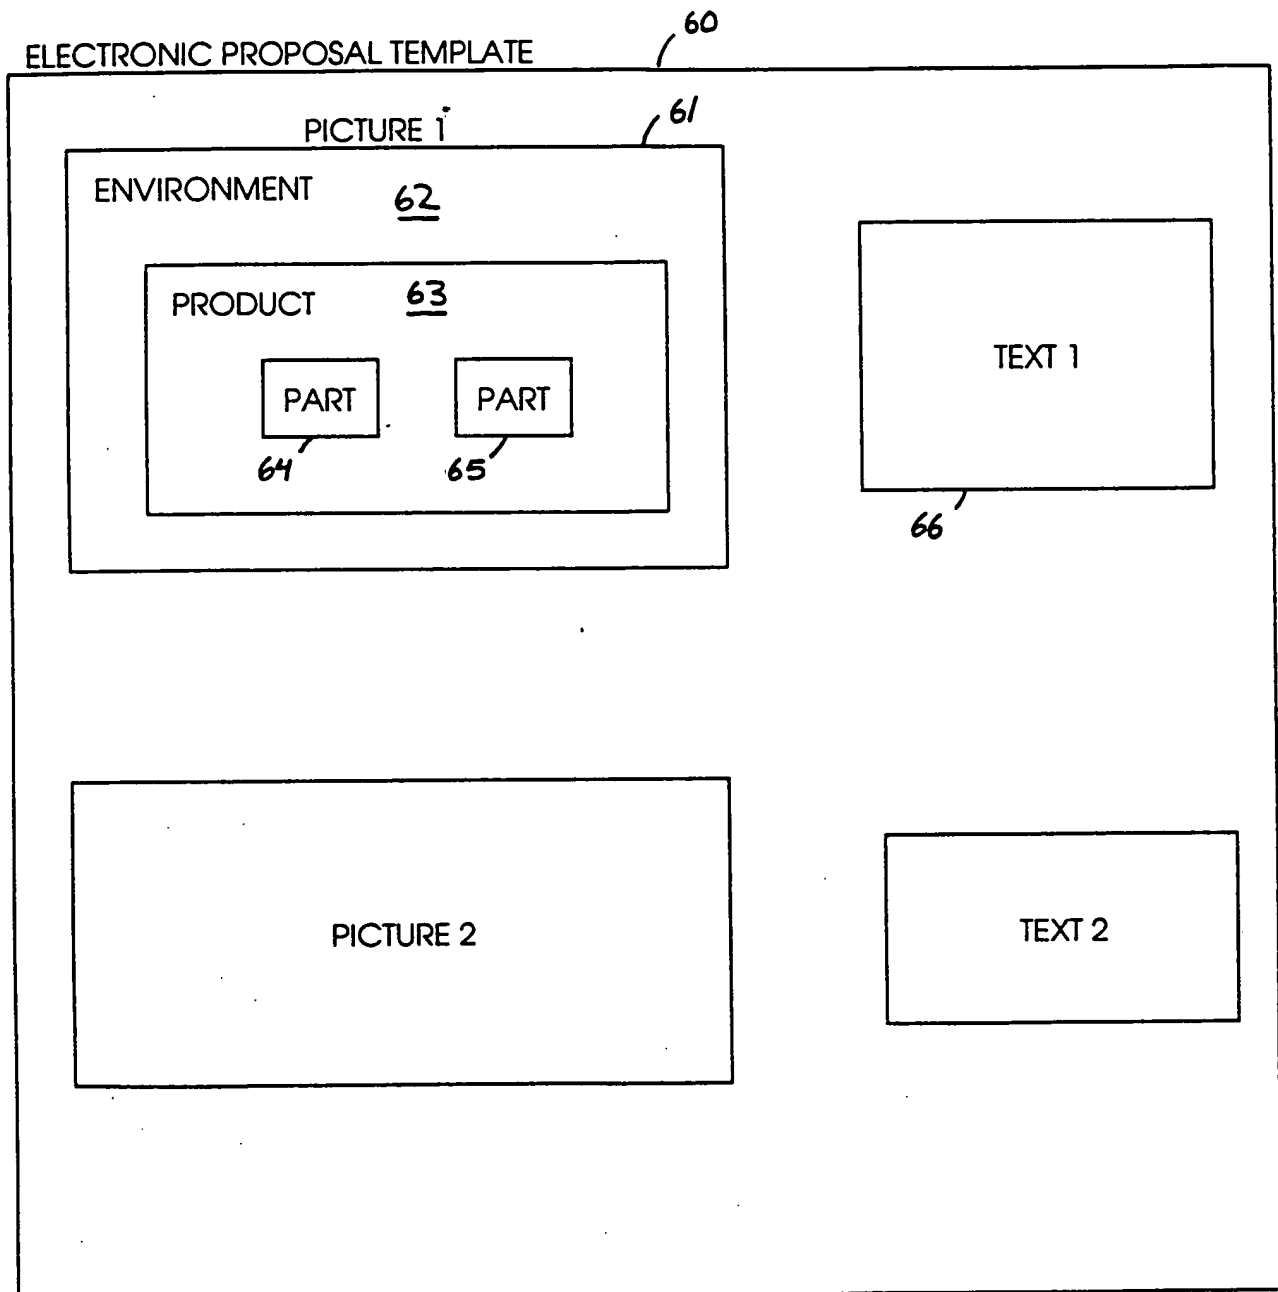 60
ELECTRONIC PROPOSAL TEMPLATE
PICTURE 1
61
ENVIRONMENT
62
PRODUCT
63
PART
PART
64
65
TEXT 1
66
PICTURE 2
TEXT 2